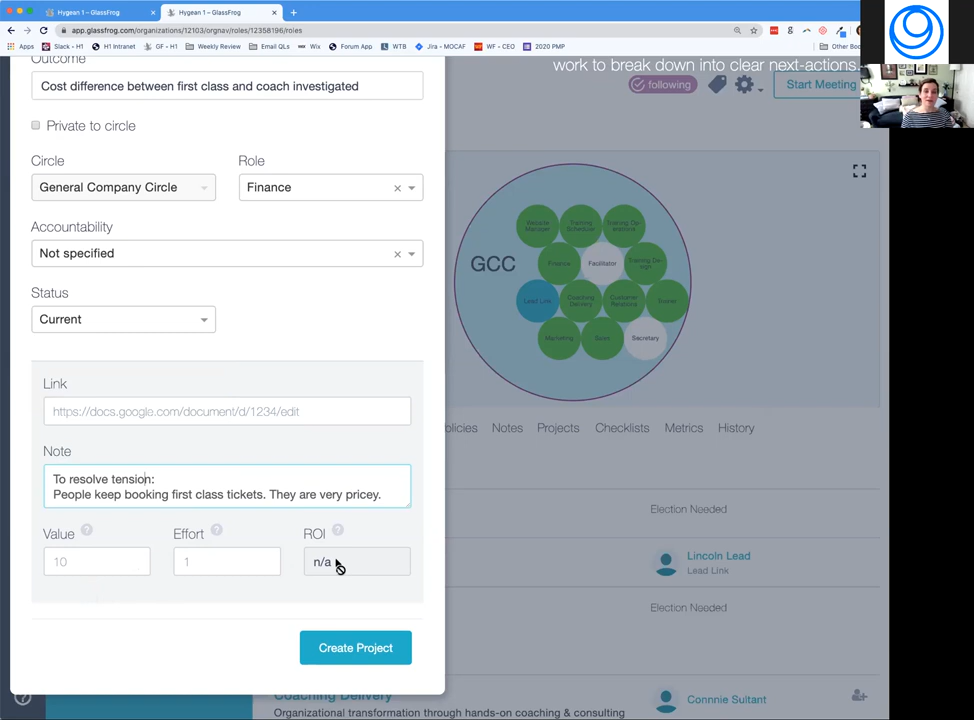 Hygean 1 – GlassFrog
Hygean 1 – GlassFrog
app.glassfrog.com/organizations/12103/orgnav/roles/12358196/roles
Apps
Slack - H1
H1 Intranet
GF - H1
Weekly Review
Email GLs
Wix
Forum App
WTB
Jira – MOCAF
WF - CEO
2020 PMP
Other Boo
work to break down into clear next-actions.
following
Start Meeting
Outcome
Cost difference between first class and coach investigated
Private to circle
Circle
Role
General Company Circle
Finance
Accountability
Not specified
Status
Current
Link
https://docs.google.com/document/d/1234/edit
Note
To resolve tension:
People keep booking first class tickets. They are very pricey.
Value
Effort
ROI
10
1
n/a
Create Project
GCC
Website Manager
Training Scheduler
Training Operations
Finance
Facilitator
Lead Link
Coaching Delivery
Customer Relations
Marketing
Sales
Secretary
olicies
Notes
Projects
Checklists
Metrics
History
Election Needed
Lincoln Lead
Lead Link
Election Needed
Coaching Delivery
Organizational transformation through hands-on coaching & consulting
Connnie Sultant